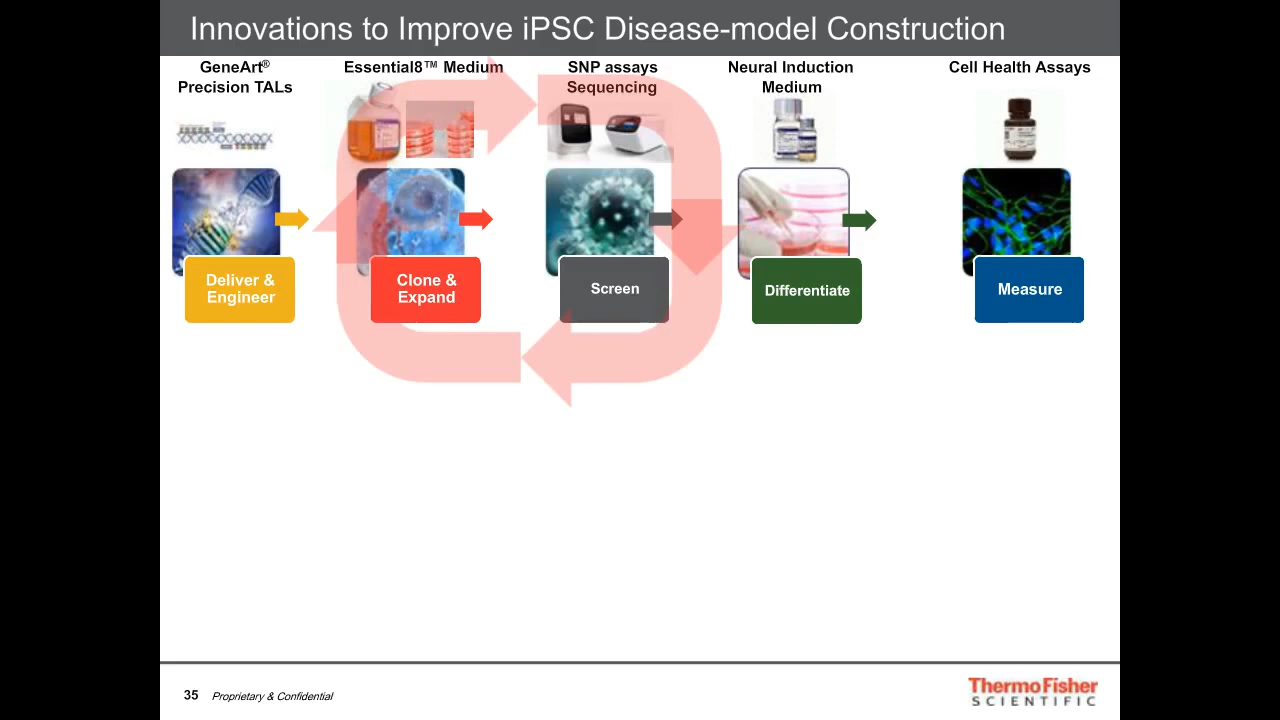 Innovations to Improve iPSC Disease-model Construction
GeneArt®
Precision TALs
Essential8™ Medium
SNP assays
Sequencing
Neural Induction
Medium
Cell Health Assays
Deliver &
Engineer
Clone &
Expand
Screen
Differentiate
Measure
35 Proprietary & Confidential
ThermoFisher
SCIENTIFIC